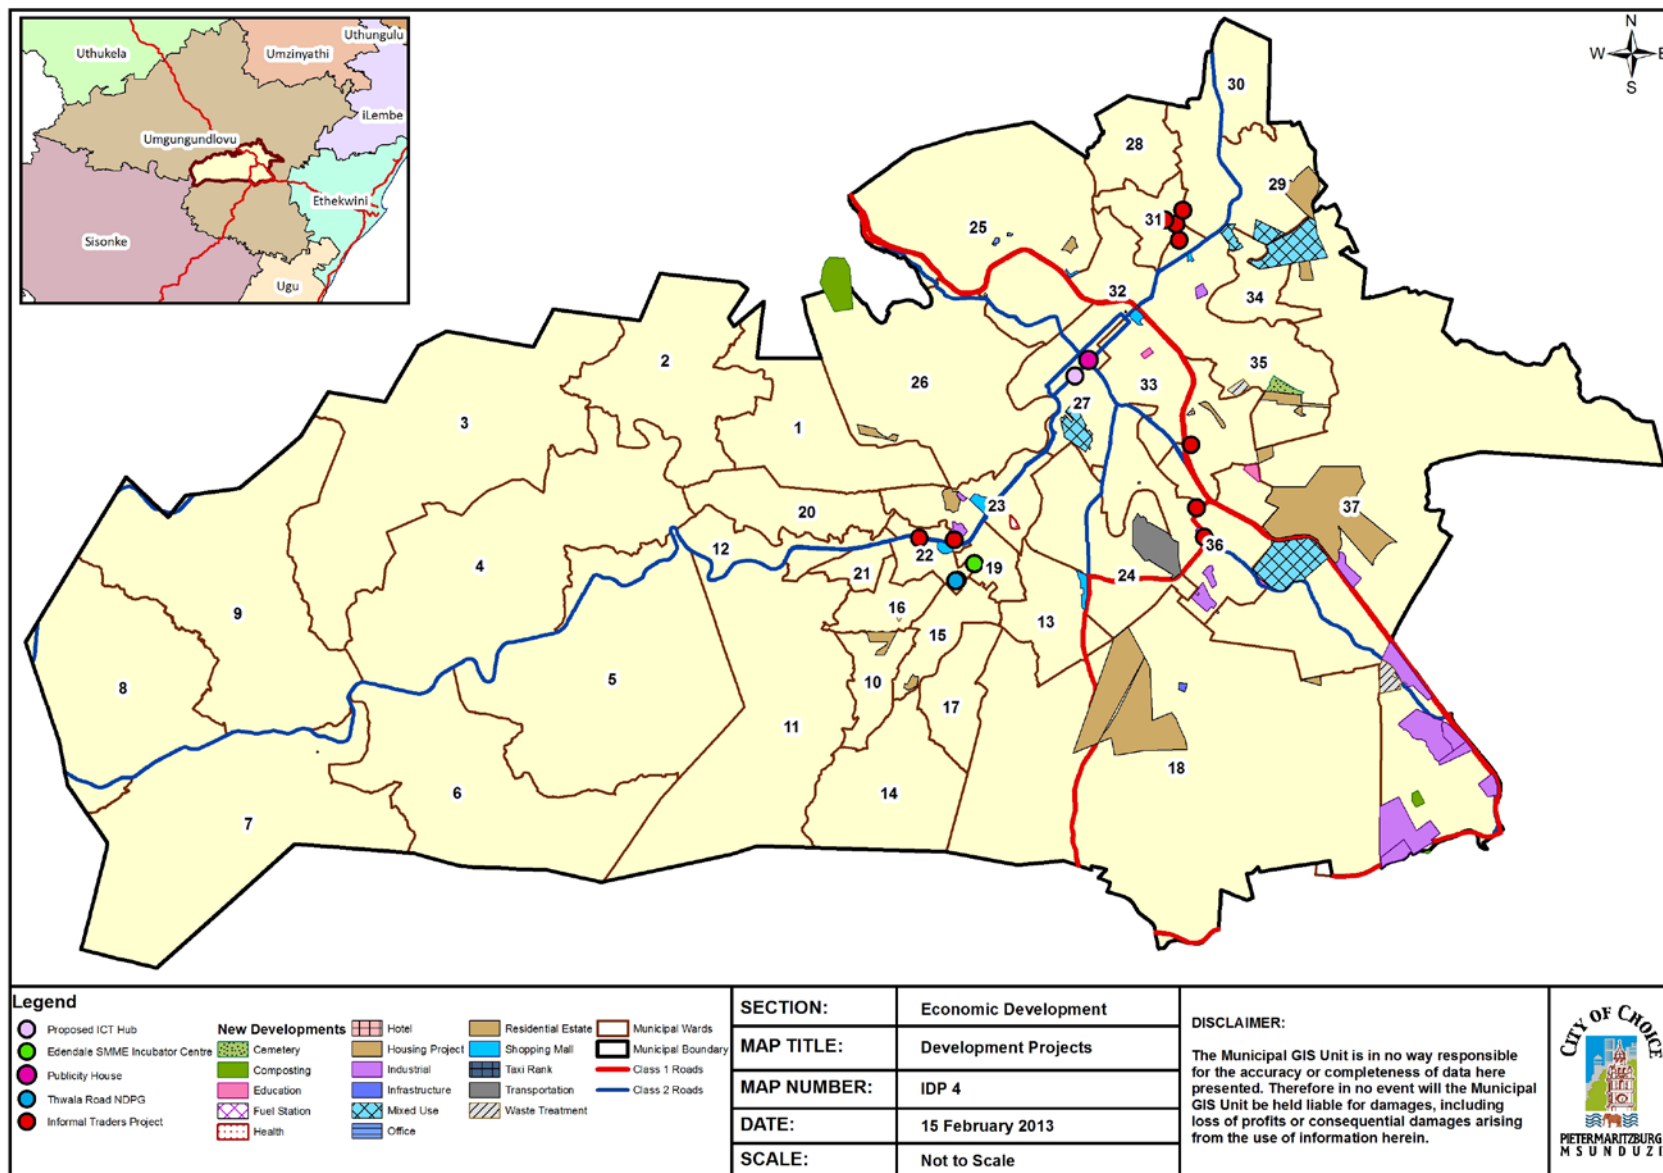 Uthungulu
Uthukela
Umzinyathi
iLembe
Umgungundlovu
Ethekwini
Sisonke
Ugu
N
W E
S
30
28
29
31
25
32
34
2
35
26
33
3
27
1
23
37
20
12
22
36
4
21
19
24
9
16
13
15
8
5
10
17
11
18
6
14
7
Legend
Proposed ICT Hub
Edendale SMME Incubator Centre
Publicity House
Thwala Road NDPG
Informal Traders Project
New Developments
Cemetery
Composting
Education
Fuel Station
Health
Hotel
Housing Project
Industrial
Infrastructure
Mixed Use
Office
Residential Estate
Shopping Mall
Taxi Rank
Transportation
Waste Treatment
Municipal Wards
Municipal Boundary
Class 1 Roads
Class 2 Roads
SECTION: Economic Development
MAP TITLE: Development Projects
MAP NUMBER: IDP 4
DATE: 15 February 2013
SCALE: Not to Scale
DISCLAIMER:
The Municipal GIS Unit is in no way responsible
for the accuracy or completeness of data here
presented. Therefore in no event will the Municipal
GIS Unit be held liable for damages, including
loss of profits or consequential damages arising
from the use of information herein.
CITY OF CHOICE
PIETERMARITZBURG
MSUNDUZI